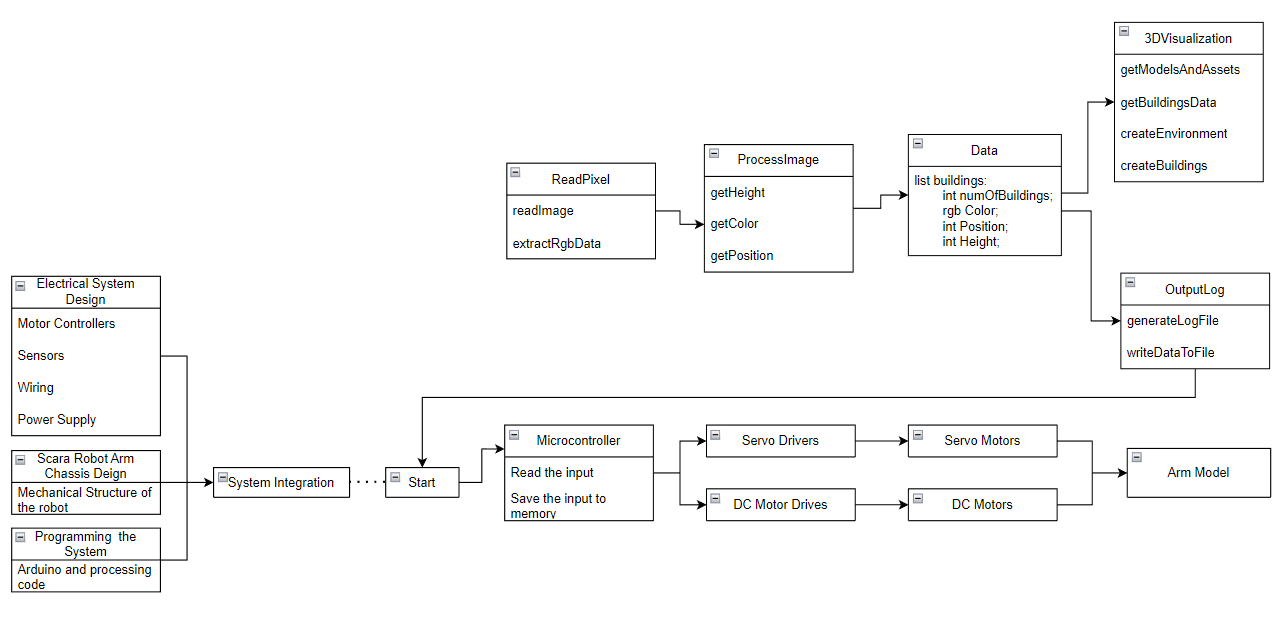 3DVisualization
getModelsAndAssets
getBuildingsData
createEnvironment
createBuildings
Data
list buildings:
int numOfBuildings;
rgb Color;
int Position;
int Height;
ProcessImage
getHeight
getColor
getPosition
ReadPixel
readImage
extractRgbData
OutputLog
generateLogFile
writeDataToFile
Electrical System
Design
Motor Controllers
Sensors
Wiring
Power Supply
Scara Robot Arm
Chassis Deign
Mechanical Structure of
the robot
Programming the
System
Arduino and processing
code
System Integration
Start
Microcontroller
Read the input
Save the input to
memory
Servo Drivers
DC Motor Drives
Servo Motors
DC Motors
Arm Model